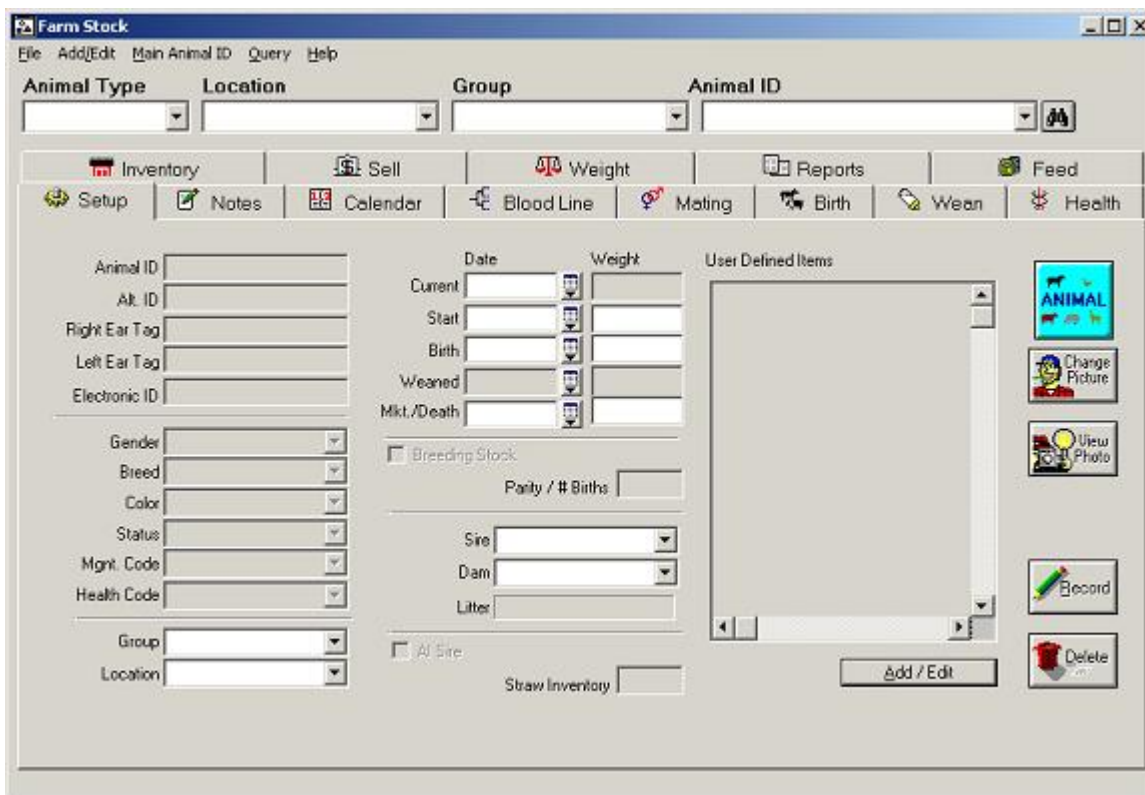 Farm Stock
File Add/Edit Main Animal ID Query Help
Animal Type Location Group Animal ID
Inventory Sell Weight Reports Feed
Setup Notes Calendar Blood Line Mating Birth Wean Health
Date Weight User Defined Items
Animal ID
Alt. ID
Right Ear Tag
Left Ear Tag
Electronic ID
Gender
Breed
Color
Status
Mgnt. Code
Health Code
Group
Location
Current
Start
Birth
Weaned
Mkt./Death
Breeding Stock
Parity / # Births
Sire
Dam
Litter
AI Sire
Straw Inventory
Add / Edit
ANIMAL
Change
Picture
View
Photo
Record
Delete